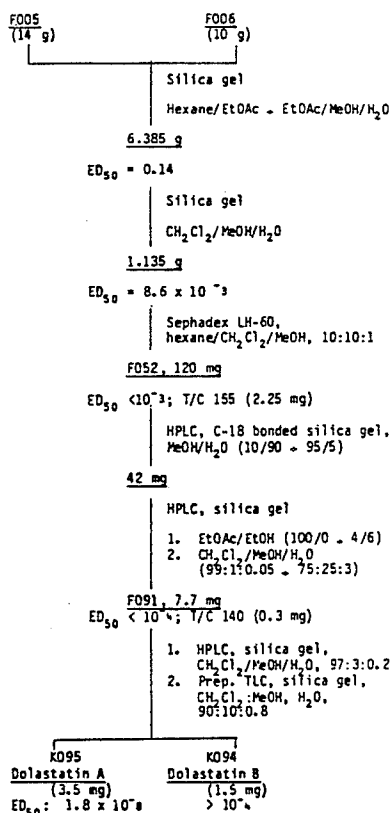 F005 F006
(14 g) (10 g)
Silica gel
Hexane/EtOAc → EtOAc/MeOH/H₂O
6.385 g
ED₅₀ = 0.14
Silica gel
CH₂Cl₂/MeOH/H₂O
1.135 g
ED₅₀ = 8.6 x 10⁻³
Sephadex LH-60,
hexane/CH₂Cl₂/MeOH, 10:10:1
F052, 120 mg
ED₅₀ <10⁻³; T/C 155 (2.25 mg)
HPLC, C-18 bonded silica gel,
MeOH/H₂O (10/90 → 95/5)
42 mg
HPLC, silica gel
1. EtOAc/EtOH (100/0 → 4/6)
2. CH₂Cl₂/MeOH/H₂O
(99:1:0.05 → 75:25:3)
F091, 7.7 mg
ED₅₀ < 10⁻⁴; T/C 140 (0.3 mg)
1. HPLC, silica gel,
CH₂Cl₂/MeOH/H₂O, 97:3:0.2
2. Prep. TLC, silica gel,
CH₂Cl₂:MeOH, H₂O,
90:10:0.8
K095 K094
Dolastatin A Dolastatin B
(3.5 mg) (1.5 mg)
ED₅₀: 1.8 x 10⁻⁸ > 10⁻⁴